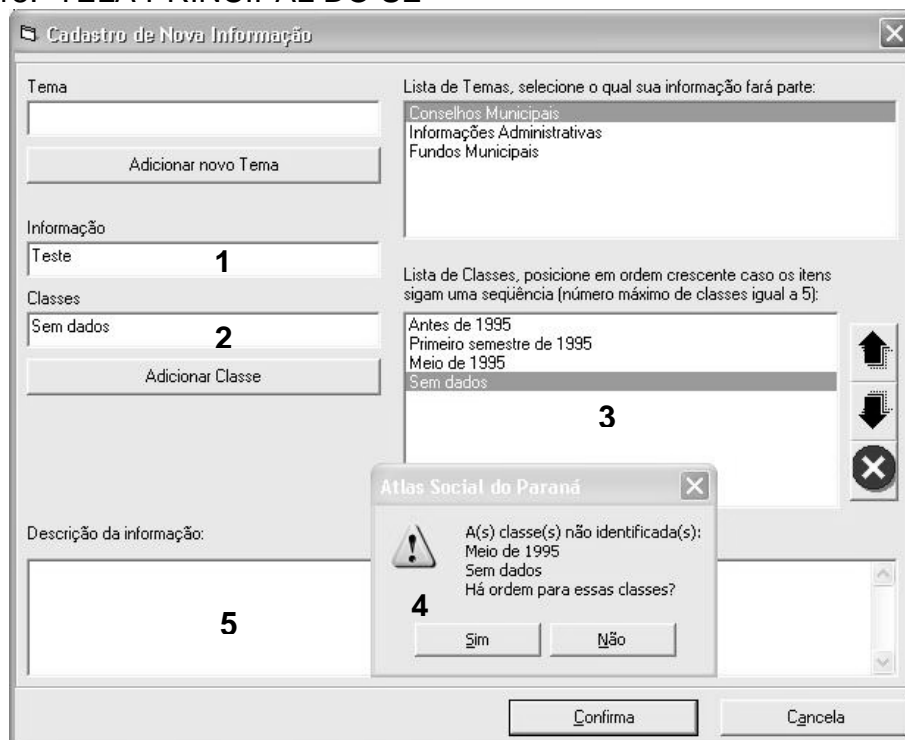 TELA PRINCIPAL DO
Cadastro de Nova Informação
Tema
Adicionar novo Tema
Lista de Temas, selecione o qual sua informação fará parte:
Conselhos Municipais
Informações Administrativas
Fundos Municipais
Informação
Teste
1
Classes
Sem dados
2
Adicionar Classe
Lista de Classes, posicione em ordem crescente caso os itens
sigam uma seqüência (número máximo de classes igual a 5):
Antes de 1995
Primeiro semestre de 1995
Meio de 1995
Sem dados
3
Atlas Social do Paraná
A(s) classe(s) não identificada(s):
Meio de 1995
Sem dados
Há ordem para essas classes?
4
Sim
Não
Descrição da informação:
5
Confirma
Cancela